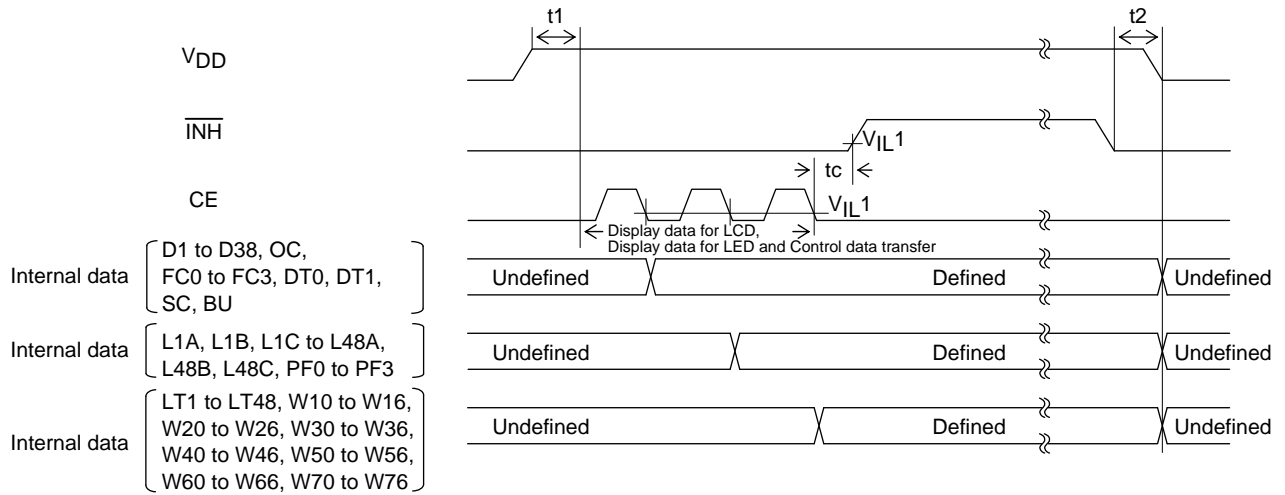 t1
t2
VDD
INH
VIL1
tc
CE
VIL1
Display data for LCD,
Display data for LED and Control data transfer
Internal data
D1 to D38, OC,
FC0 to FC3, DT0, DT1,
SC, BU
Undefined
Defined
Undefined
Internal data
L1A, L1B, L1C to L48A,
L48B, L48C, PF0 to PF3
Undefined
Defined
Undefined
Internal data
LT1 to LT48, W10 to W16,
W20 to W26, W30 to W36,
W40 to W46, W50 to W56,
W60 to W66, W70 to W76
Undefined
Defined
Undefined